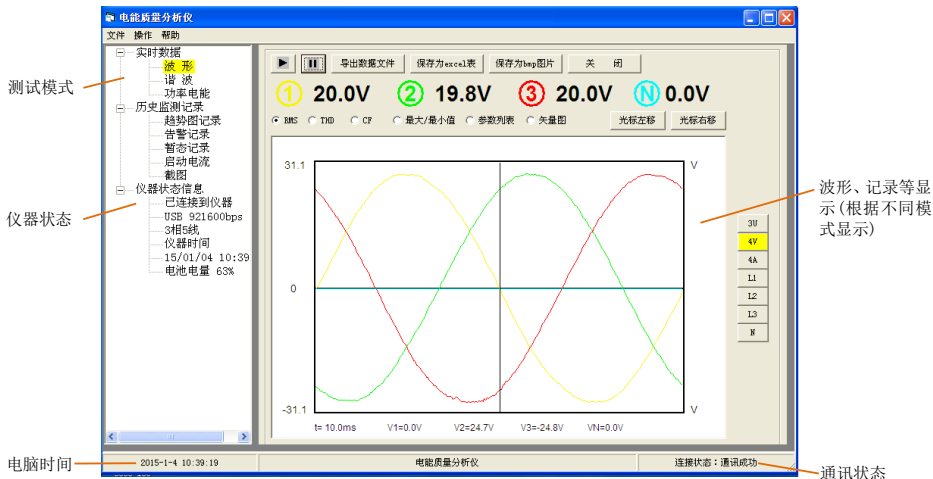 电能质量分析仪
文件 操作 帮助
实时数据
波 形
谐 波
功率电能
历史监测记录
趋势图记录
告警记录
暂态记录
启动电流
截图
仪器状态信息
已连接到仪器
USB 921600bps
3相5线
仪器时间
15/01/04 10:39
电池电量 63%
导出数据文件 保存为excel表 保存为bmp图片 关 闭
1 20.0V 2 19.8V 3 20.0V N 0.0V
RMS THD CF 最大/最小值 参数列表 矢量图 光标左移 光标右移
31.1 V
0
-31.1 V
t= 10.0ms V1=0.0V V2=24.7V V3=-24.8V VN=0.0V
3U
4V
4A
L1
L2
L3
N
2015-1-4 10:39:19 电能质量分析仪 连接状态：通讯成功
测试模式
仪器状态
电脑时间
波形、记录等显
示(根据不同模
式显示)
通讯状态